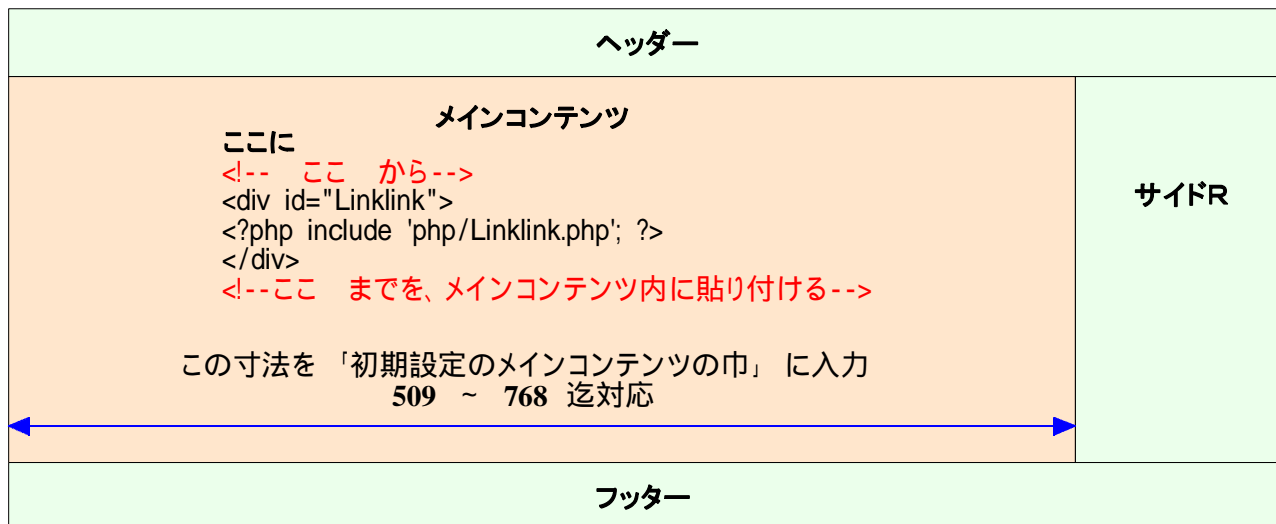 ヘッダー
メインコンテンツ
ここに
<!-- ここ から-->
<div id="Linklink">
<?php include 'php/Linklink.php'; ?>
</div>
<!--ここ までを、メインコンテンツ内に貼り付ける-->
サイドR
この寸法を 「初期設定のメインコンテンツの巾」 に入力
509 ~ 768 迄対応
フッター